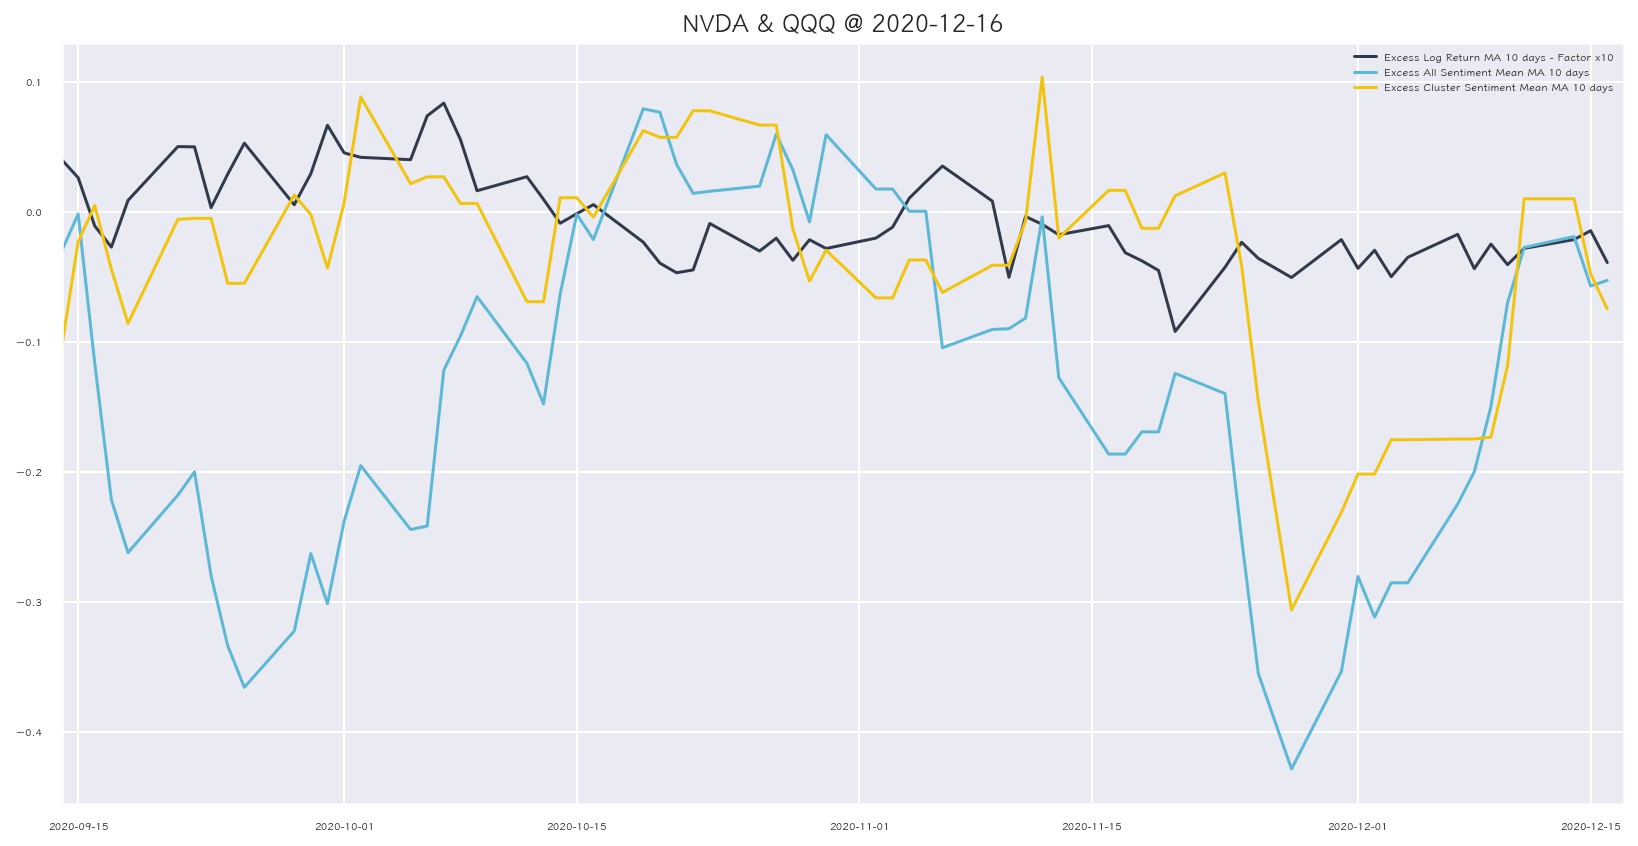 NVDA & QQQ @ 2020-12-16
Excess Log Return MA 10 days - Factor x10
Excess All Sentiment Mean MA 10 days
Excess Cluster Sentiment Mean MA 10 days
0.1
0.0
−0.1
−0.2
−0.3
−0.4
2020-09-15 2020-10-01 2020-10-15 2020-11-01 2020-11-15 2020-12-01 2020-12-15